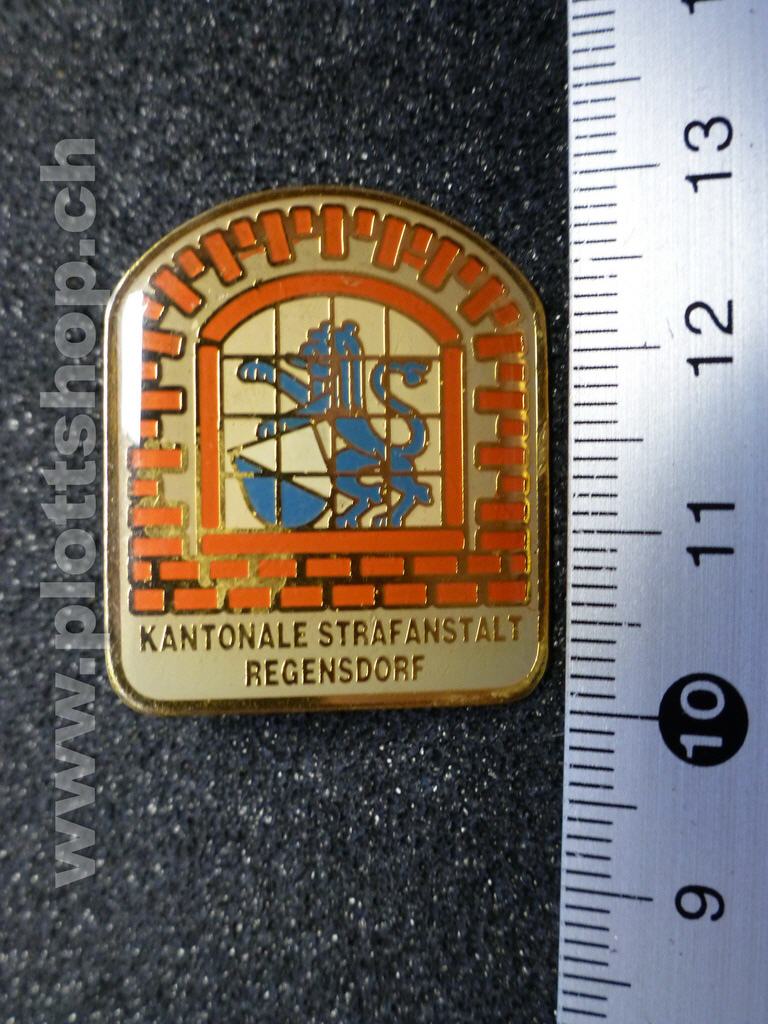 www.plottshop.ch
KANTONALE STRAFANSTALT
REGENSDORF
13
12
11
10
9